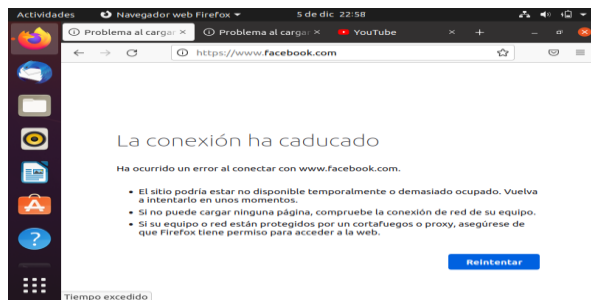 Actividades Navegador web Firefox 5 de dic 22:58
Problema al cargar Problema al cargar YouTube
https://www.facebook.com
La conexión ha caducado
Ha ocurrido un error al conectar con www.facebook.com.
• El sitio podría estar no disponible temporalmente o demasiado ocupado. Vuelva
a intentarlo en unos momentos.
• Si no puede cargar ninguna página, compruebe la conexión de red de su equipo.
• Si su equipo o red están protegidos por un cortafuegos o proxy, asegúrese de
que Firefox tiene permiso para acceder a la web.
Reintentar
Tiempo excedido